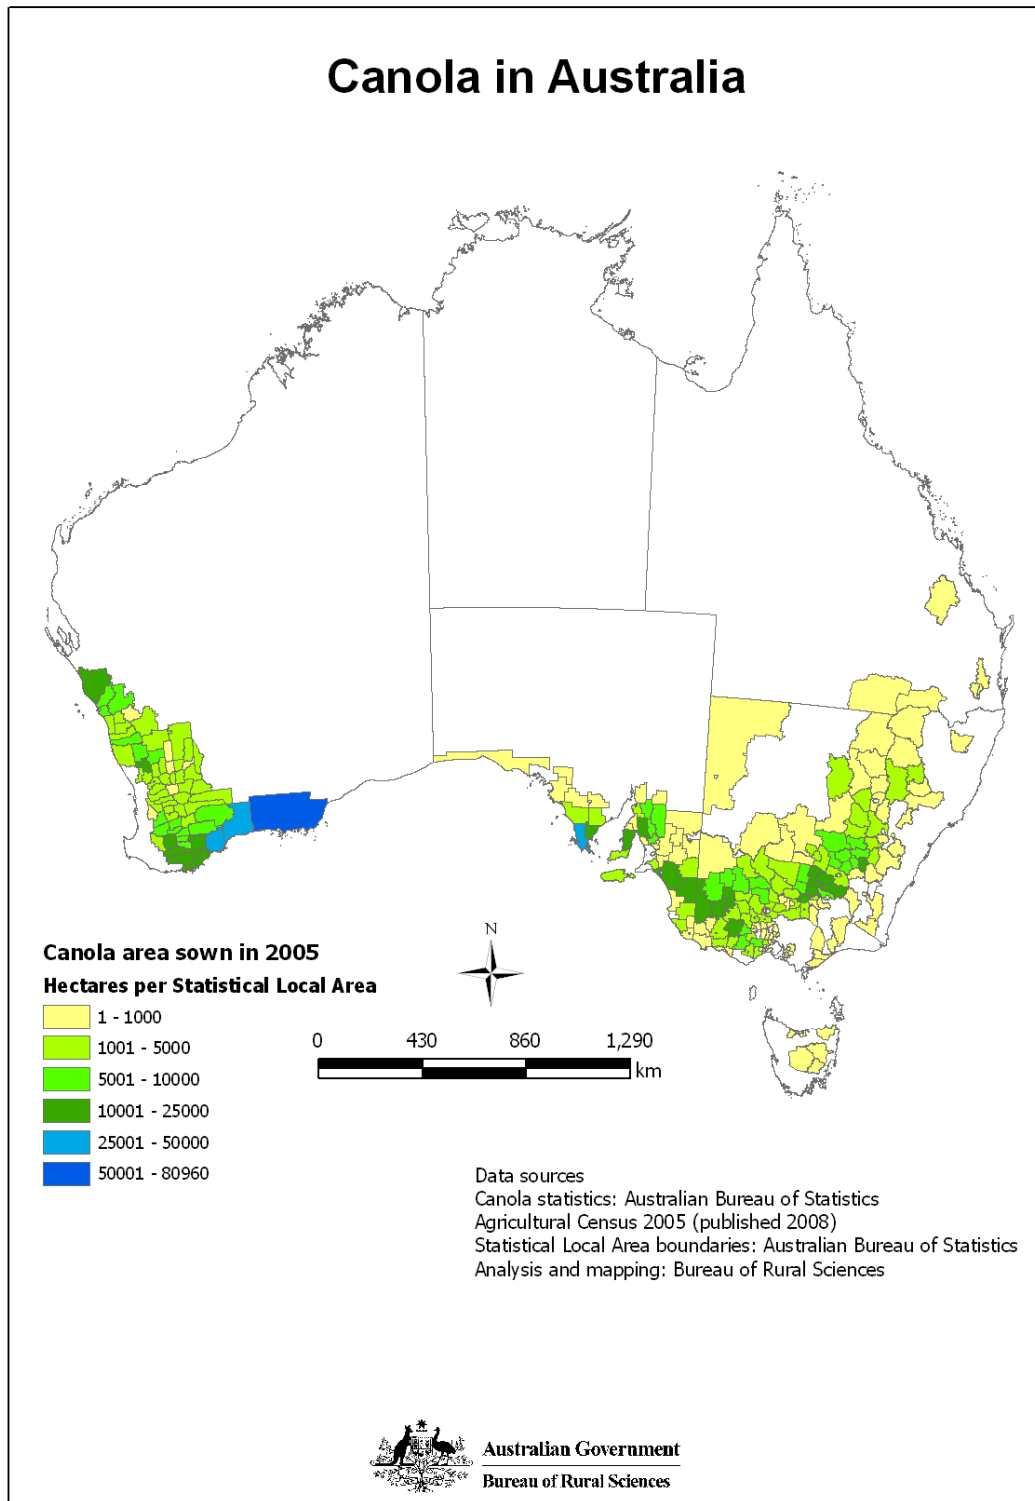 Canola in Australia
N
Canola area sown in 2005
Hectares per Statistical Local Area
1 - 1000
1001 - 5000
5001 - 10000
10001 - 25000
25001 - 50000
50001 - 80960
0 430 860 1,290
km
Data sources
Canola statistics: Australian Bureau of Statistics
Agricultural Census 2005 (published 2008)
Statistical Local Area boundaries: Australian Bureau of Statistics
Analysis and mapping: Bureau of Rural Sciences
Australian Government
Bureau of Rural Sciences